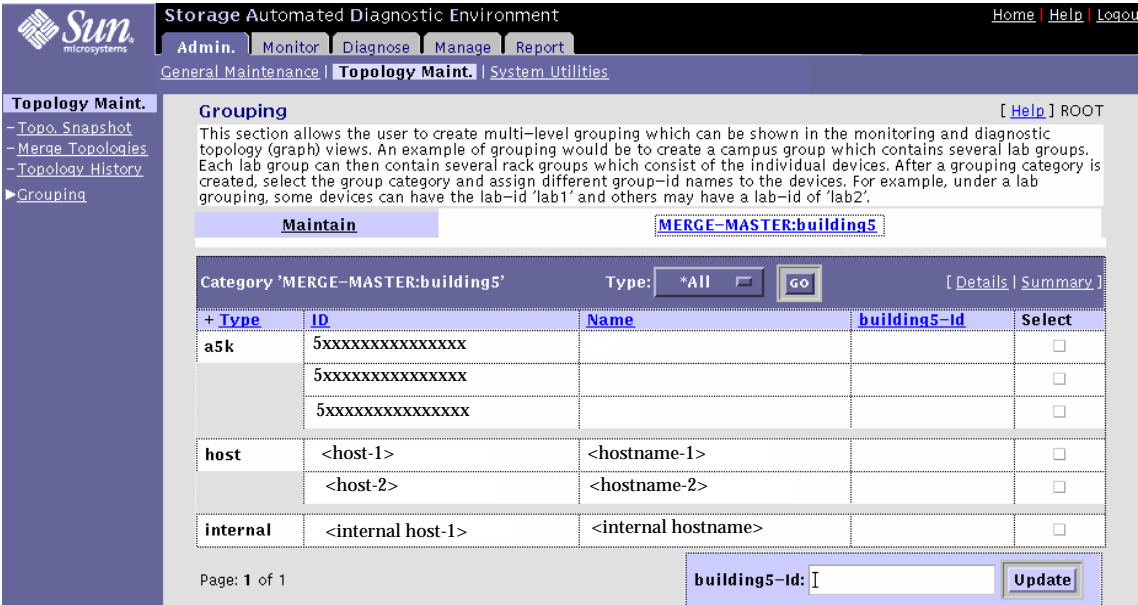 Sun
microsystems
Storage Automated Diagnostic Environment
Home | Help | Logou
Admin. Monitor Diagnose Manage Report
General Maintenance | Topology Maint. | System Utilities
Topology Maint.
– Topo. Snapshot
– Merge Topologies
– Topology History
▶Grouping
Grouping
[ Help ] ROOT
This section allows the user to create multi–level grouping which can be shown in the monitoring and diagnostic
topology (graph) views. An example of grouping would be to create a campus group which contains several lab groups.
Each lab group can then contain several rack groups which consist of the individual devices. After a grouping category is
created, select the group category and assign different group–id names to the devices. For example, under a lab
grouping, some devices can have the lab–id 'lab1' and others may have a lab–id of 'lab2'.
Maintain MERGE–MASTER:building5
Category 'MERGE–MASTER:building5' Type: *All GO [ Details | Summary ]
+ Type ID Name building5–Id Select
a5k 5xxxxxxxxxxxxxxx
5xxxxxxxxxxxxxxx
5xxxxxxxxxxxxxxx
host <host-1> <hostname-1>
<host-2> <hostname-2>
internal <internal host-1> <internal hostname>
Page: 1 of 1
building5–Id: Update